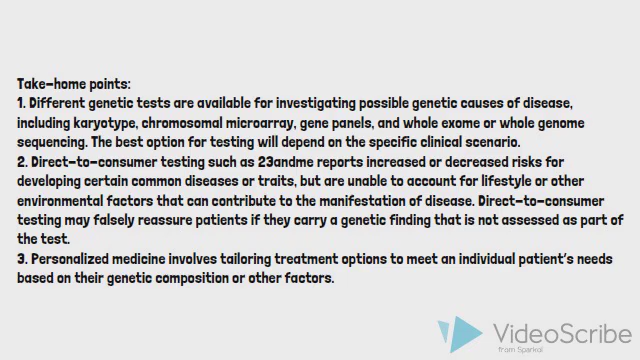 Take-home points:
1. Different genetic tests are available for investigating possible genetic causes of disease,
including karyotype, chromosomal microarray, gene panels, and whole exome or whole genome
sequencing. The best option for testing will depend on the specific clinical scenario.
2. Direct-to-consumer testing such as 23andme reports increased or decreased risks for
developing certain common diseases or traits, but are unable to account for lifestyle or other
environmental factors that can contribute to the manifestation of disease. Direct-to-consumer
testing may falsely reassure patients if they carry a genetic finding that is not assessed as part of
the test.
3. Personalized medicine involves tailoring treatment options to meet an individual patient's needs
based on their genetic composition or other factors.
VideoScribe
from Sparkol